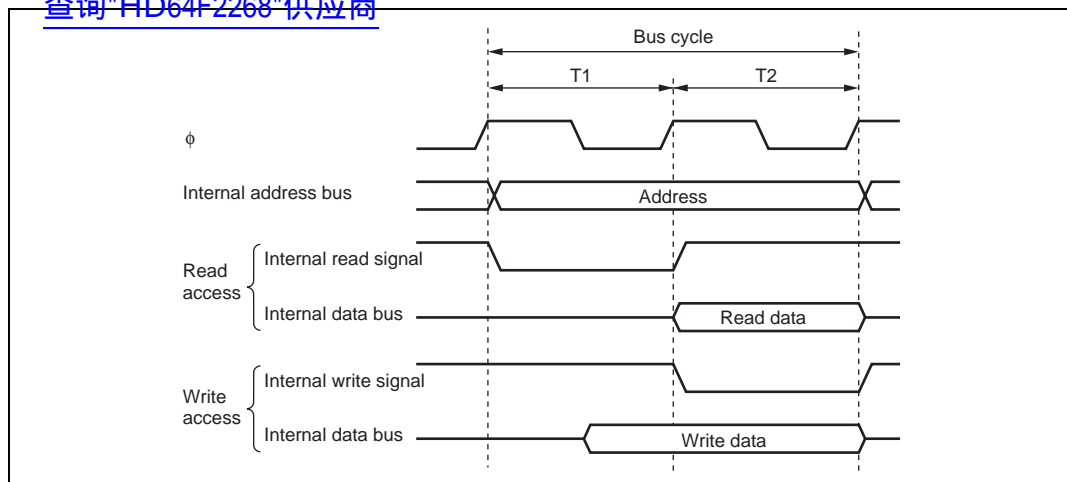 查询"HD64F2268"供应商
Bus cycle
T1
T2
ϕ
Internal address bus
Address
Read access
Internal read signal
Internal data bus
Read data
Write access
Internal write signal
Internal data bus
Write data